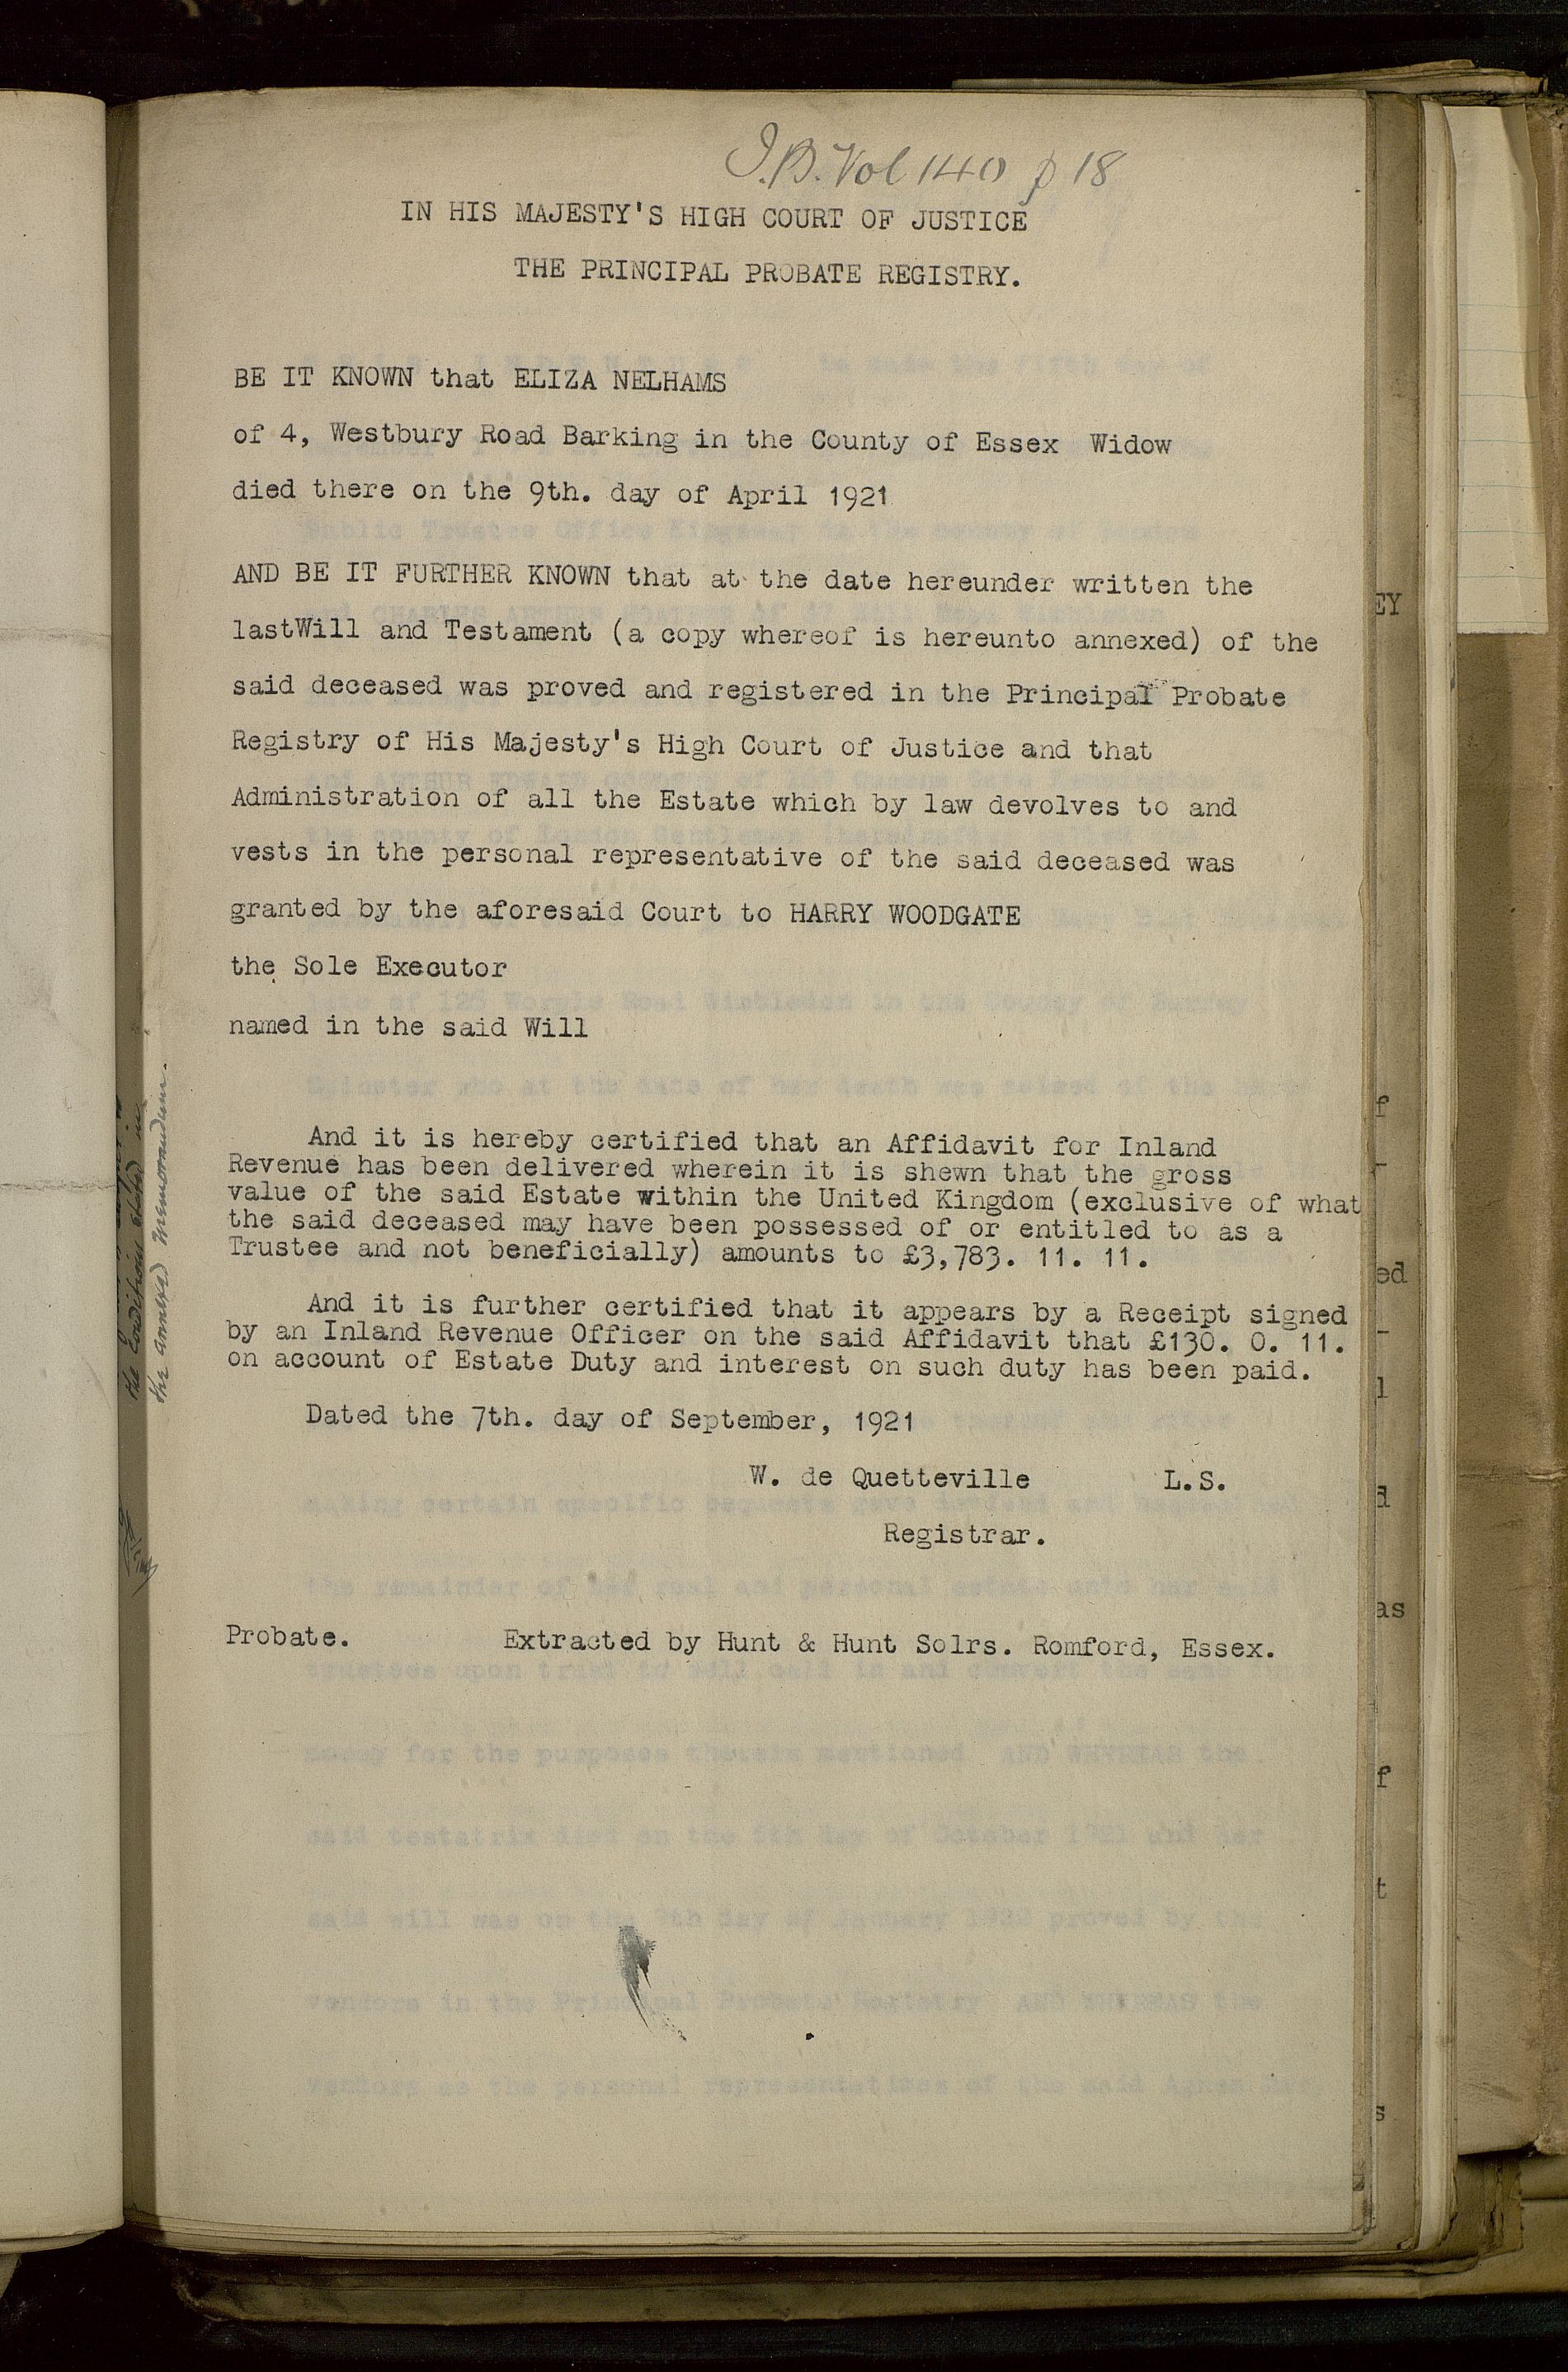 I.B. Vol 140 p 18
IN HIS MAJESTY'S HIGH COURT OF JUSTICE
THE PRINCIPAL PROBATE REGISTRY.
BE IT KNOWN that ELIZA NELHAMS
of 4, Westbury Road Barking in the County of Essex Widow
died there on the 9th. day of April 1921
AND BE IT FURTHER KNOWN that at the date hereunder written the
lastWill and Testament (a copy whereof is hereunto annexed) of the
said deceased was proved and registered in the Principal Probate
Registry of His Majesty's High Court of Justice and that
Administration of all the Estate which by law devolves to and
vests in the personal representative of the said deceased was
granted by the aforesaid Court to HARRY WOODGATE
the Sole Executor
named in the said Will
And it is hereby certified that an Affidavit for Inland
Revenue has been delivered wherein it is shewn that the gross
value of the said Estate within the United Kingdom (exclusive of what
the said deceased may have been possessed of or entitled to as a
Trustee and not beneficially) amounts to £3,783. 11. 11.
And it is further certified that it appears by a Receipt signed
by an Inland Revenue Officer on the said Affidavit that £130. 0. 11.
on account of Estate Duty and interest on such duty has been paid.
Dated the 7th. day of September, 1921
W. de Quetteville L.S.
Registrar.
Probate. Extracted by Hunt & Hunt Solrs. Romford, Essex.
the Conditions stated in
the annexed Memorandum.
EY
f
-
ed
-
l
d
as
f
t
s